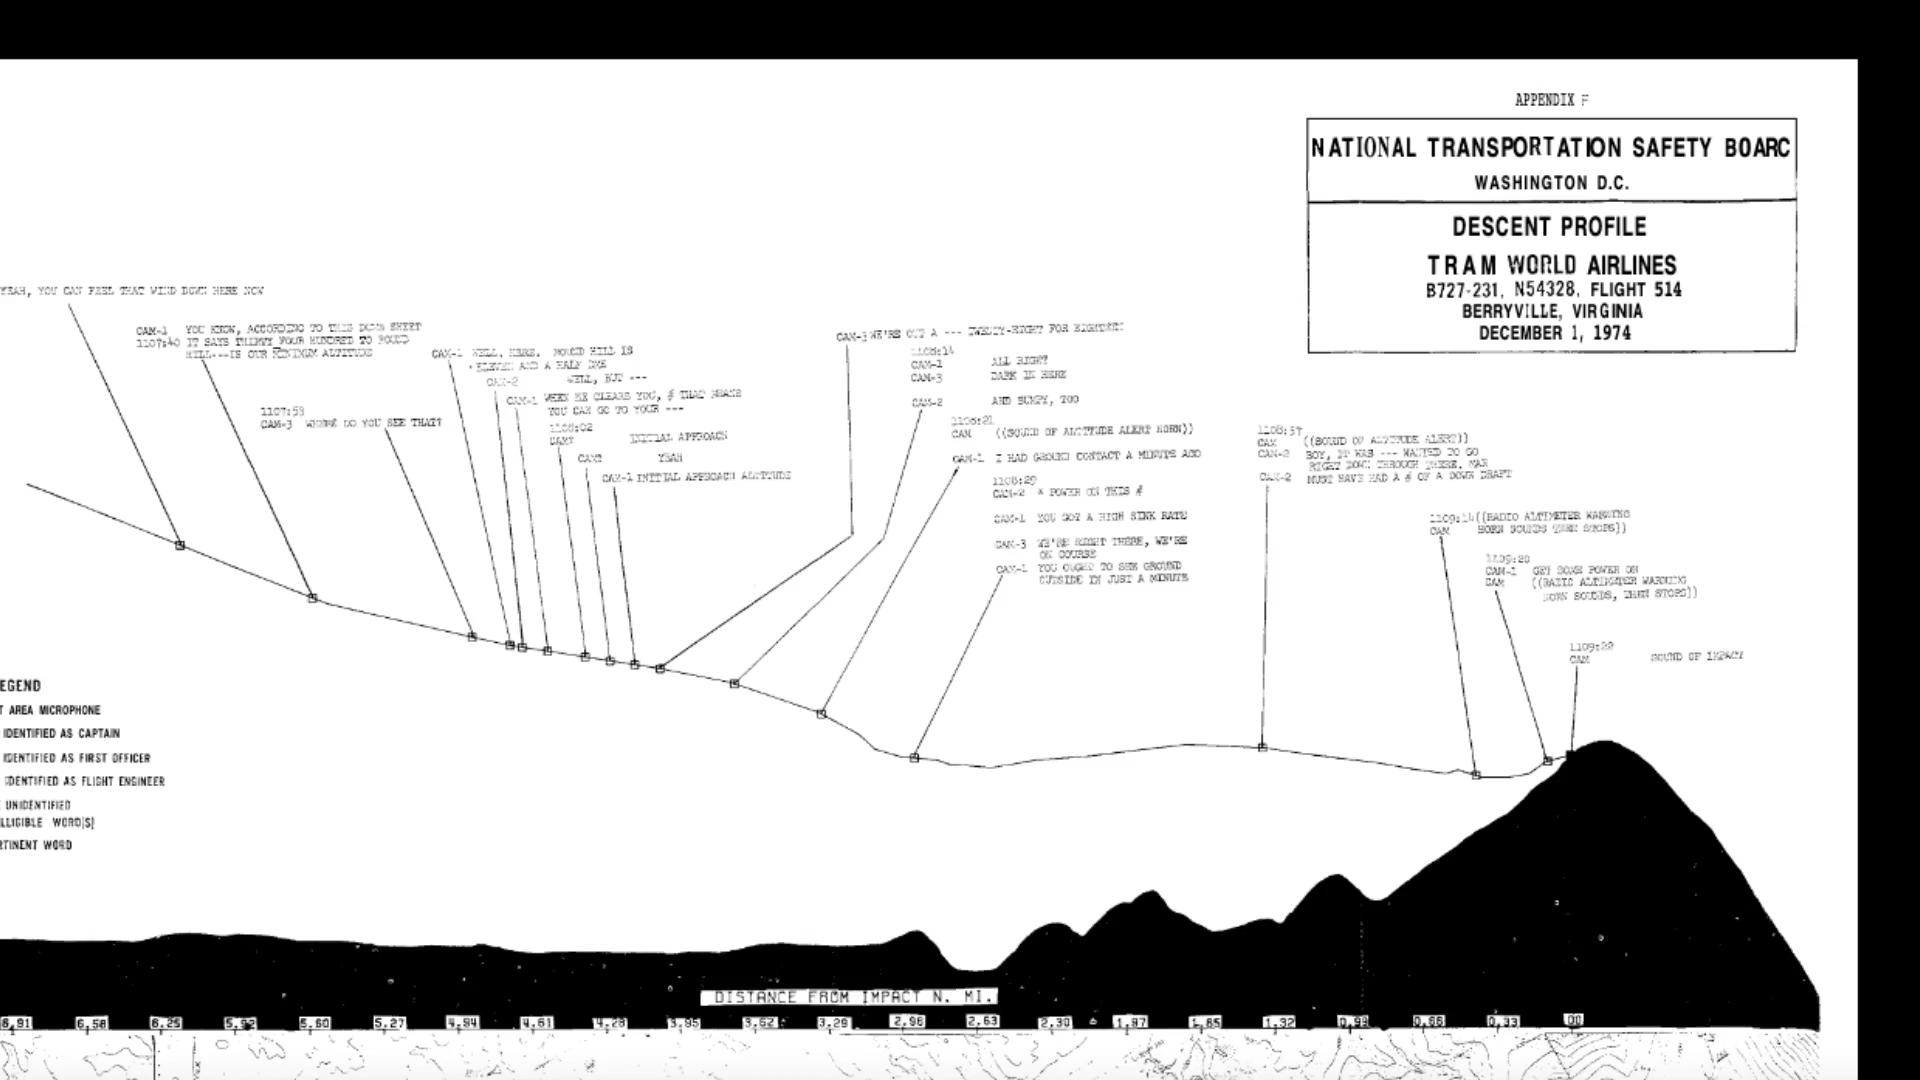 APPENDIX F
NATIONAL TRANSPORTATION SAFETY BOARC
WASHINGTON D.C.
DESCENT PROFILE
TRAM WORLD AIRLINES
B727-231, N54328, FLIGHT 514
BERRYVILLE, VIRGINIA
DECEMBER 1, 1974
YEAH, YOU CAN FEEL THAT WIND DOWN HERE NOW
CAM-1 YOU KNOW, ACCORDING TO THIS DUMB SHEET
1107:40 IT SAYS THIRTY FOUR HUNDRED TO ROUND
HILL---IS OUR MINIMUM ALTITUDE
1107:53
CAM-3 WHERE DO YOU SEE THAT?
CAM-1 WELL, HERE. ROUND HILL IS
ELEVEN AND A HALF DME
CAM-2 WELL, BUT ---
CAM-1 WHEN HE CLEARS YOU, # THAT MEANS
YOU CAN GO TO YOUR ---
1108:02
CAM? INITIAL APPROACH
CAM? YEAH
CAM-1 INITIAL APPROACH ALTITUDE
CAM-3 WE'RE OUT A --- TWENTY-EIGHT FOR EIGHTEEN
1108:14
CAM-1 ALL RIGHT
CAM-3 DARK IN HERE
CAM-2 AND BUMPY, TOO
1108:21
CAM ((SOUND OF ALTITUDE ALERT HORN))
CAM-1 I HAD GROUND CONTACT A MINUTE AGO
1108:29
CAM-2 * POWER ON THIS #
CAM-1 YOU GOT A HIGH SINK RATE
CAM-3 WE'RE RIGHT THERE, WE'RE
ON COURSE
CAM-1 YOU OUGHT TO SEE GROUND
OUTSIDE IN JUST A MINUTE
1108:57
CAM ((SOUND OF ALTITUDE ALERT))
CAM-2 BOY, IT WAS --- WANTED TO GO
RIGHT DOWN THROUGH THERE, MAN
CAM-2 MUST HAVE HAD A # OF A DOWN DRAFT
1109:14 ((RADIO ALTIMETER WARNING
CAM HORN SOUNDS THEN STOPS))
1109:20
CAM-1 GET SOME POWER ON
CAM ((RADIO ALTIMETER WARNING
HORN SOUNDS, THEN STOPS))
1109:22
CAM SOUND OF IMPACT
EGEND
T AREA MICROPHONE
IDENTIFIED AS CAPTAIN
IDENTIFIED AS FIRST OFFICER
IDENTIFIED AS FLIGHT ENGINEER
UNIDENTIFIED
LLIGIBLE WORD(S)
RTINENT WORD
DISTANCE FROM IMPACT N. MI.
6.91 6.58 6.25 5.92 5.60 5.27 4.94 4.61 4.28 3.95 3.62 3.29 2.96 2.63 2.30 1.97 1.65 1.32 0.99 0.66 0.33 00